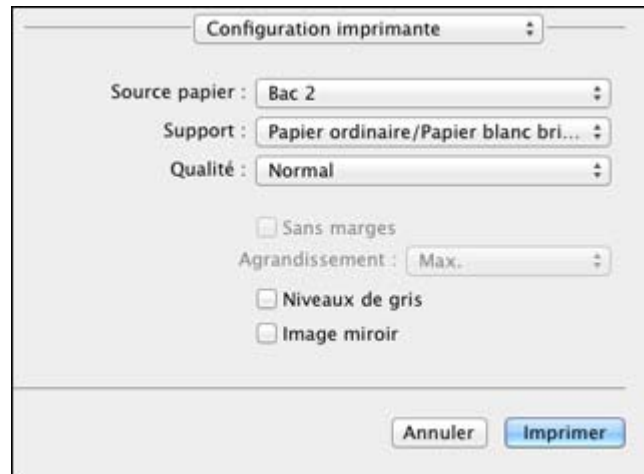 Configuration imprimante
Source papier : Bac 2
Support : Papier ordinaire/Papier blanc bri...
Qualité : Normal
Sans marges
Agrandissement : Max.
Niveaux de gris
Image miroir
Annuler Imprimer